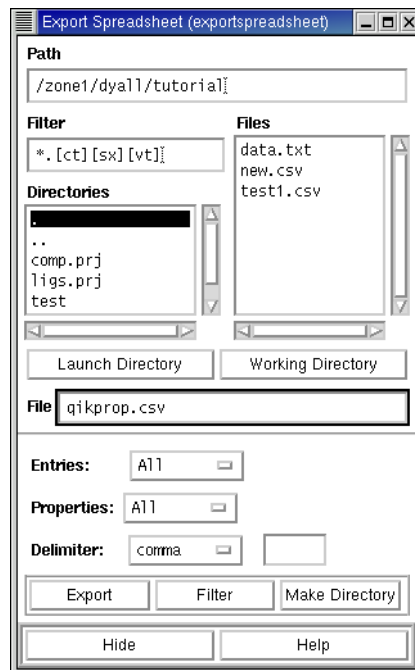 Export Spreadsheet (exportspreadsheet)
Path
/zone1/dyall/tutorial
Filter
*.[ct][sx][vt]
Directories
.
..
comp.prj
ligs.prj
test
Files
data.txt
new.csv
test1.csv
Launch Directory
Working Directory
File qikprop.csv
Entries: All
Properties: All
Delimiter: comma
Export Filter Make Directory
Hide Help